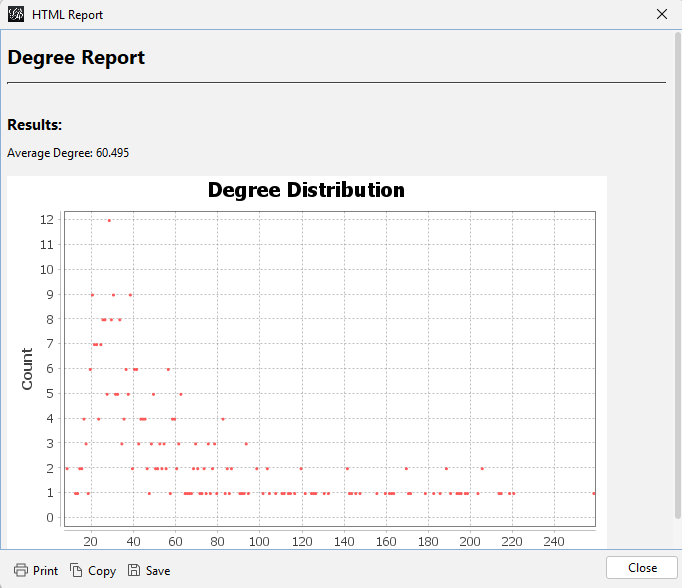 HTML Report
Degree Report
Results:
Average Degree: 60.495
Degree Distribution
12
11
10
9
8
7
6
5
4
3
2
1
0
Count
20 40 60 80 100 120 140 160 180 200 220 240
Print Copy Save Close